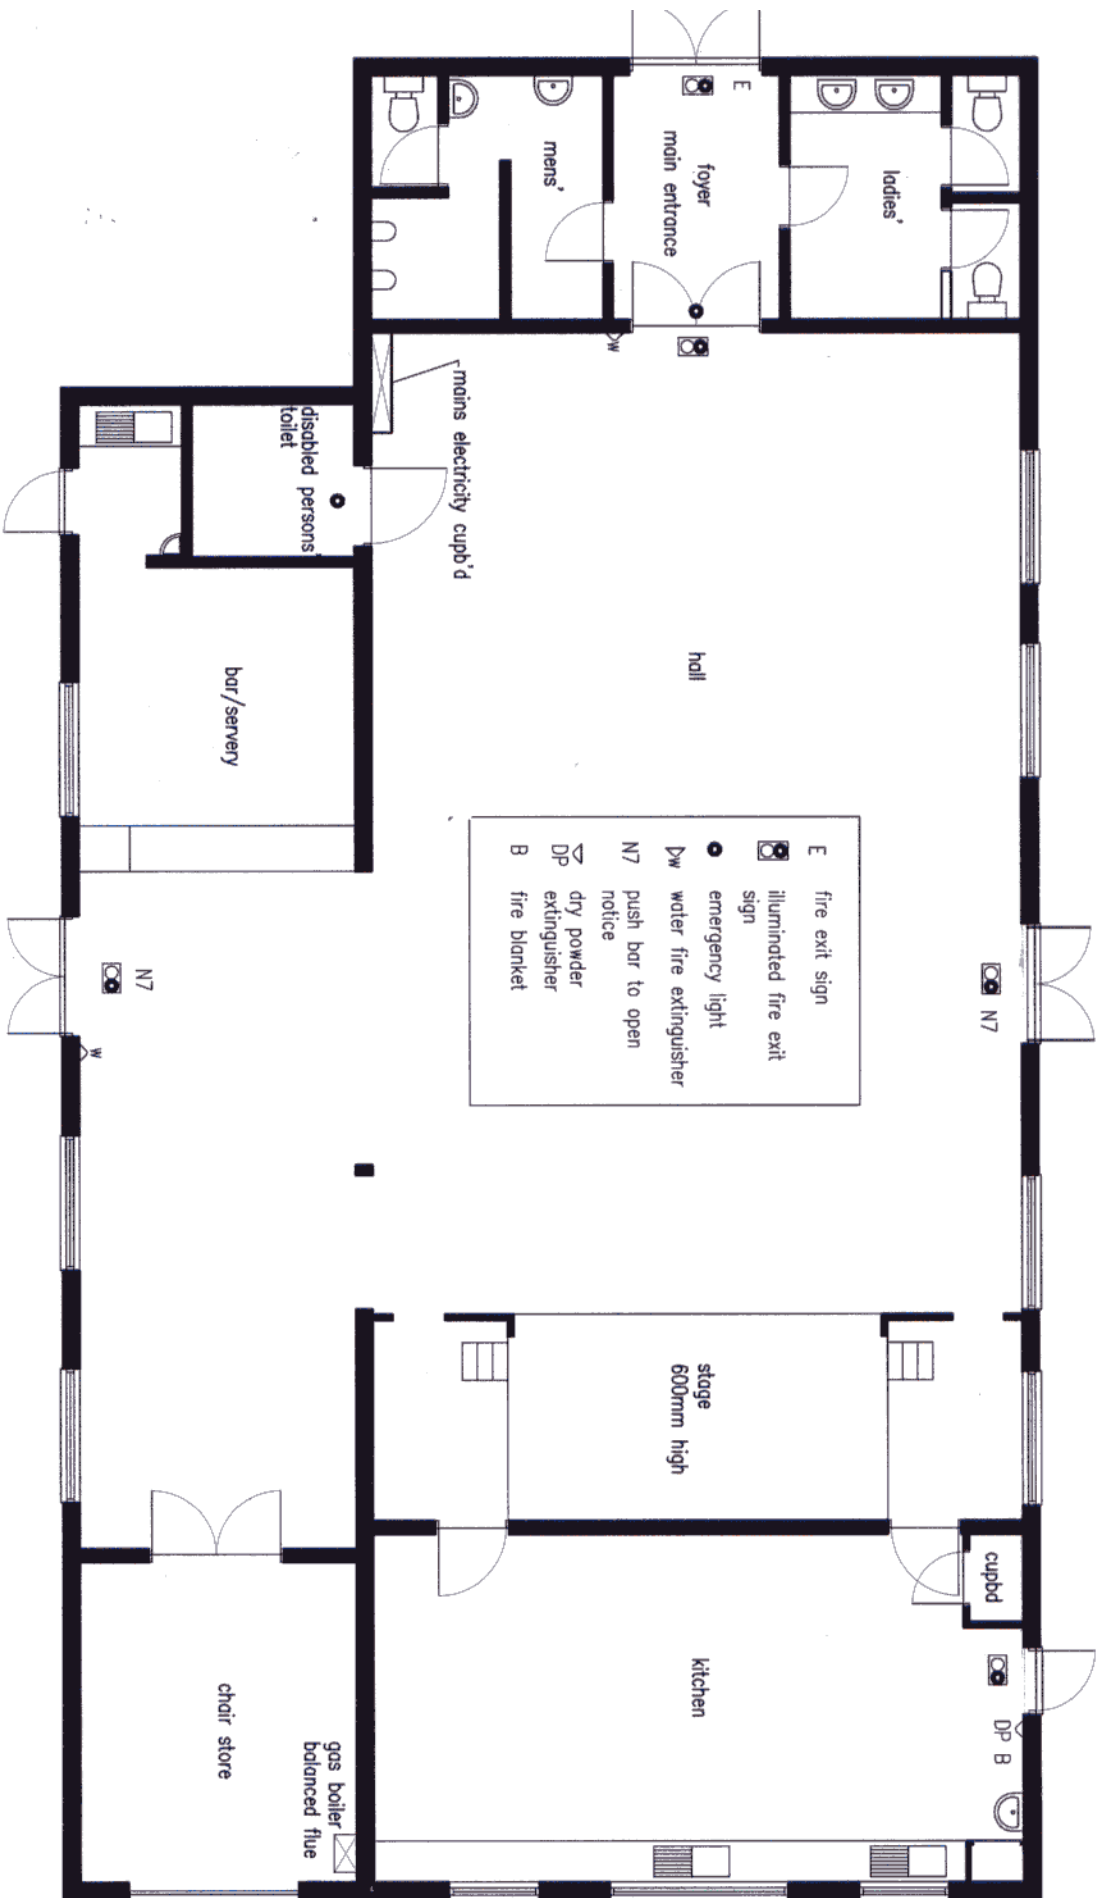 E
foyer
main entrance
ladies'
mens'
w
mains electricity cupb'd
disabled persons'
toilet
hall
bar/servery
E fire exit sign
illuminated fire exit
sign
emergency light
w water fire extinguisher
N7 push bar to open
notice
DP dry powder
extinguisher
B fire blanket
N7
N7
w
stage
600mm high
cupbd
kitchen
DP B
chair store
gas boiler
balanced flue